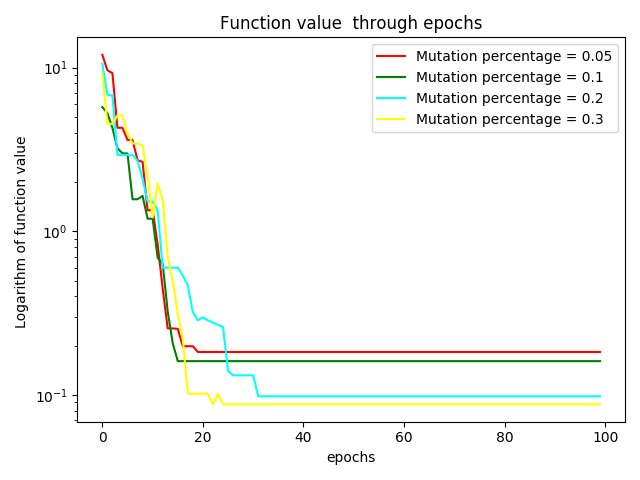 Function value  through epochs
Mutation percentage = 0.05
Mutation percentage = 0.1
Mutation percentage = 0.2
Mutation percentage = 0.3
Logarithm of function value
10¹
10⁰
10⁻¹
0 20 40 60 80 100
epochs